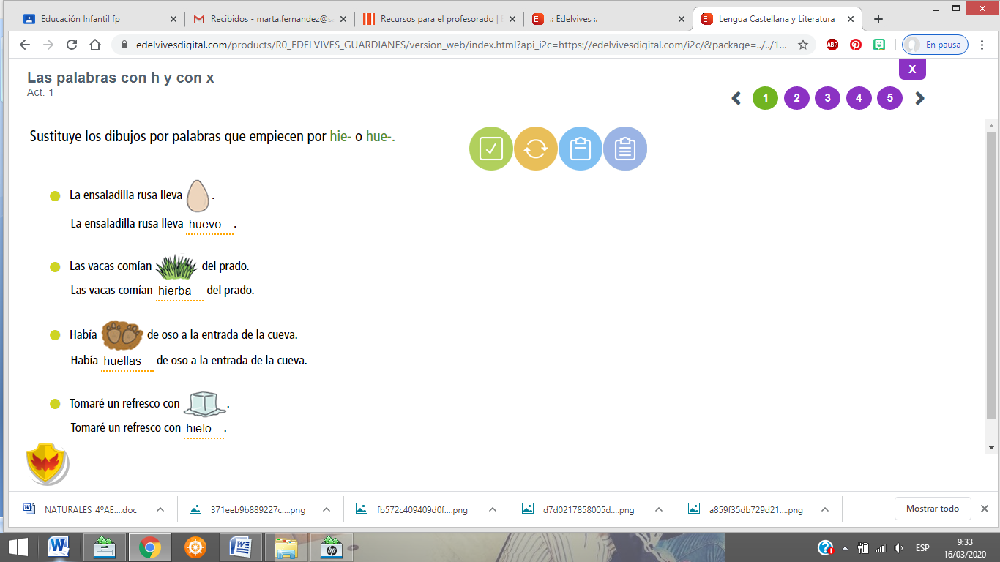 Educación Infantil fp
Recibidos - marta.fernandez@sa
Recursos para el profesorado |
.: Edelvives :.
Lengua Castellana y Literatura
edelvivesdigital.com/products/R0_EDELVIVES_GUARDIANES/version_web/index.html?api_i2c=https://edelvivesdigital.com/i2c/&package=../../1...
ABP
En pausa
Las palabras con h y con x
Act. 1
X
1 2 3 4 5
Sustituye los dibujos por palabras que empiecen por hie- o hue-.
La ensaladilla rusa lleva .
La ensaladilla rusa lleva huevo .
Las vacas comían del prado.
Las vacas comían hierba del prado.
Había de oso a la entrada de la cueva.
Había huellas de oso a la entrada de la cueva.
Tomaré un refresco con .
Tomaré un refresco con hielo .
NATURALES_4ºAE....doc
371eeb9b889227c....png
fb572c409409d0f....png
d7d0217858005d....png
a859f35db729d21....png
Mostrar todo
ESP
9:33
16/03/2020